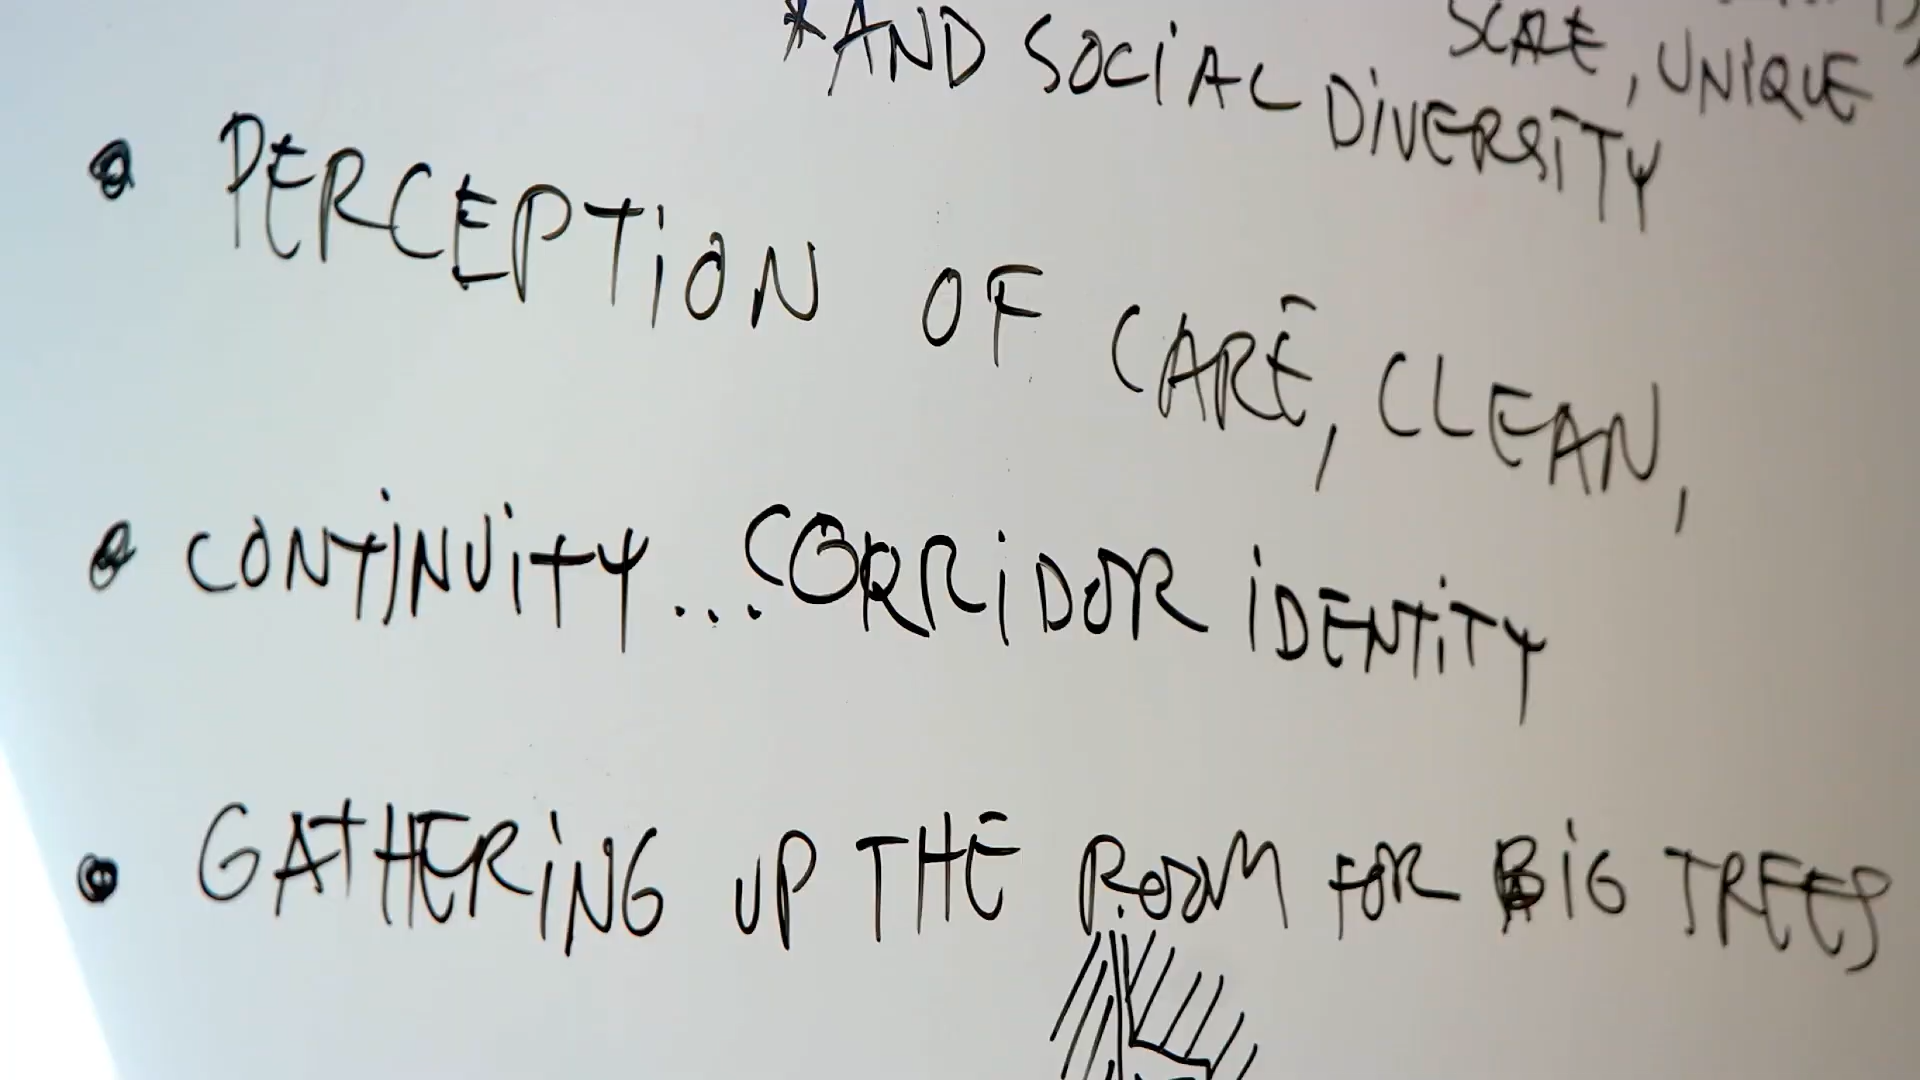 SCALE, UNIQUE
*AND SOCIAL DIVERSITY
• PERCEPTION OF CARE, CLEAN,
• CONTINUITY...CORRIDOR IDENTITY
• GATHERING UP THE ROOM FOR BIG TREES